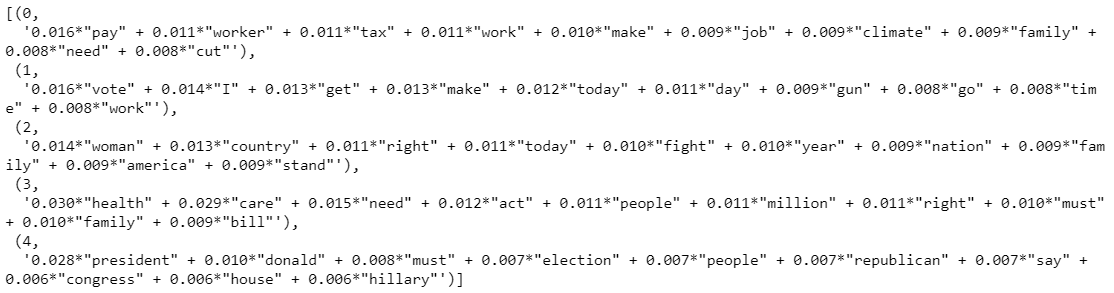 [(0,
'0.016*"pay" + 0.011*"worker" + 0.011*"tax" + 0.011*"work" + 0.010*"make" + 0.009*"job" + 0.009*"climate" + 0.009*"family" +
0.008*"need" + 0.008*"cut"'),
(1,
'0.016*"vote" + 0.014*"I" + 0.013*"get" + 0.013*"make" + 0.012*"today" + 0.011*"day" + 0.009*"gun" + 0.008*"go" + 0.008*"tim
e" + 0.008*"work"'),
(2,
'0.014*"woman" + 0.013*"country" + 0.011*"right" + 0.011*"today" + 0.010*"fight" + 0.010*"year" + 0.009*"nation" + 0.009*"fam
ily" + 0.009*"america" + 0.009*"stand"'),
(3,
'0.030*"health" + 0.029*"care" + 0.015*"need" + 0.012*"act" + 0.011*"people" + 0.011*"million" + 0.011*"right" + 0.010*"must"
+ 0.010*"family" + 0.009*"bill"'),
(4,
'0.028*"president" + 0.010*"donald" + 0.008*"must" + 0.007*"election" + 0.007*"people" + 0.007*"republican" + 0.007*"say" +
0.006*"congress" + 0.006*"house" + 0.006*"hillary"')]